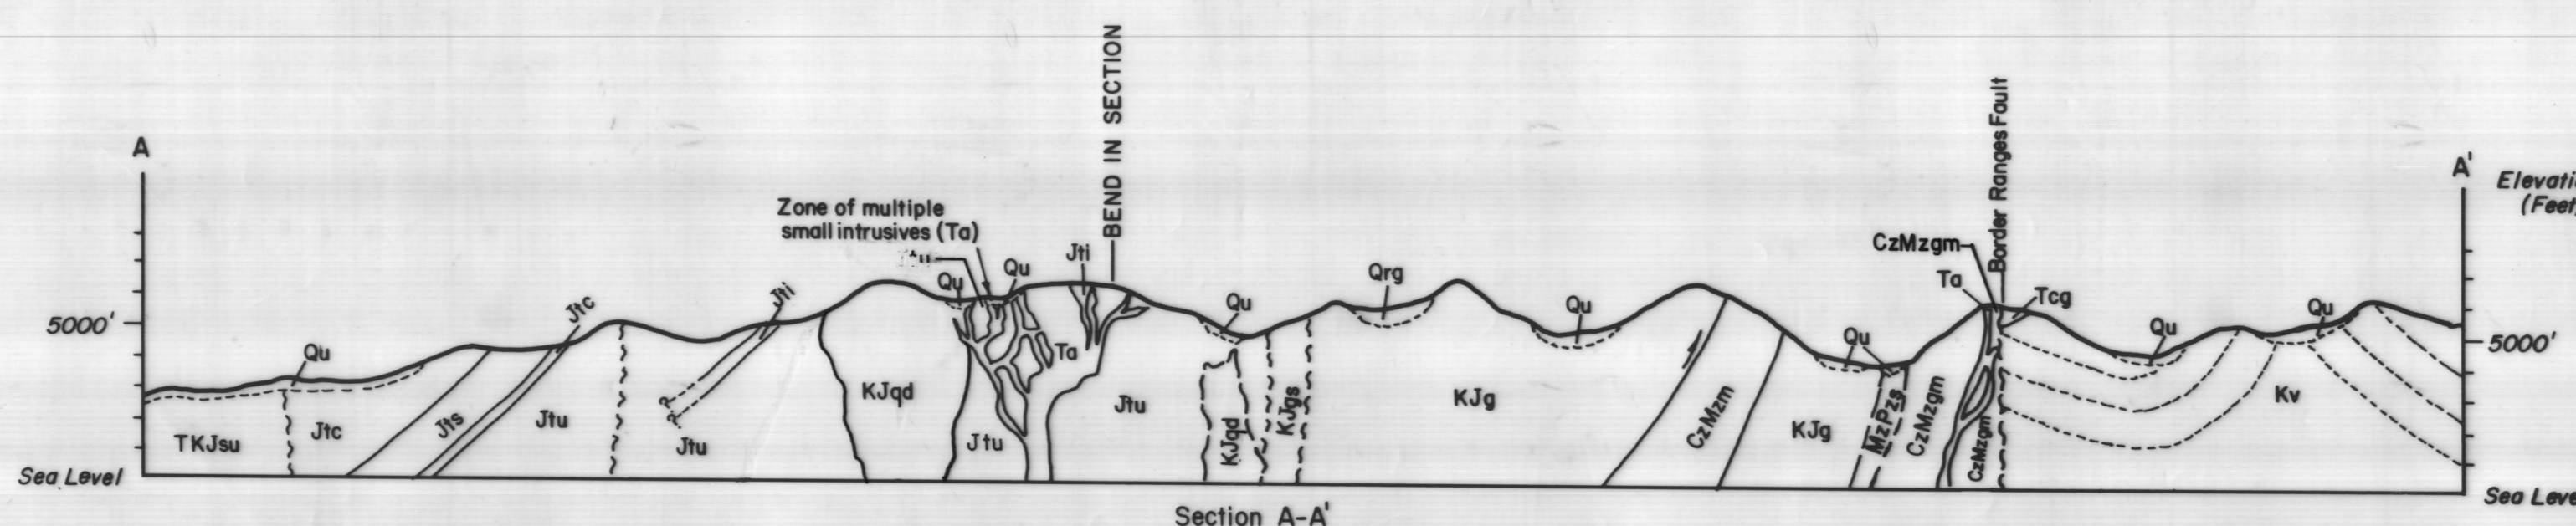 BEND IN SECTION
Border Ranges Fault
A
A'
Elevati
(Feet,
Zone of multiple
small intrusives (Ta)
Qu
Qu
Jti
CzMzgm
Ta
Tcg
Jtc
Jti
Qrg
Qu
Qu
Qu
Qu
Qu
Qu
5000'
5000'
Ta
KJqd
Jtu
KJgs
KJg
CzMzm
KJg
MzPzs
CzMzgm
CzMzgm
Kv
TKJsu
Jtc
Jts
Jtu
?
?
Jtu
Jtu
KJqd
Sea Level
Sea Leve
Section A-A'